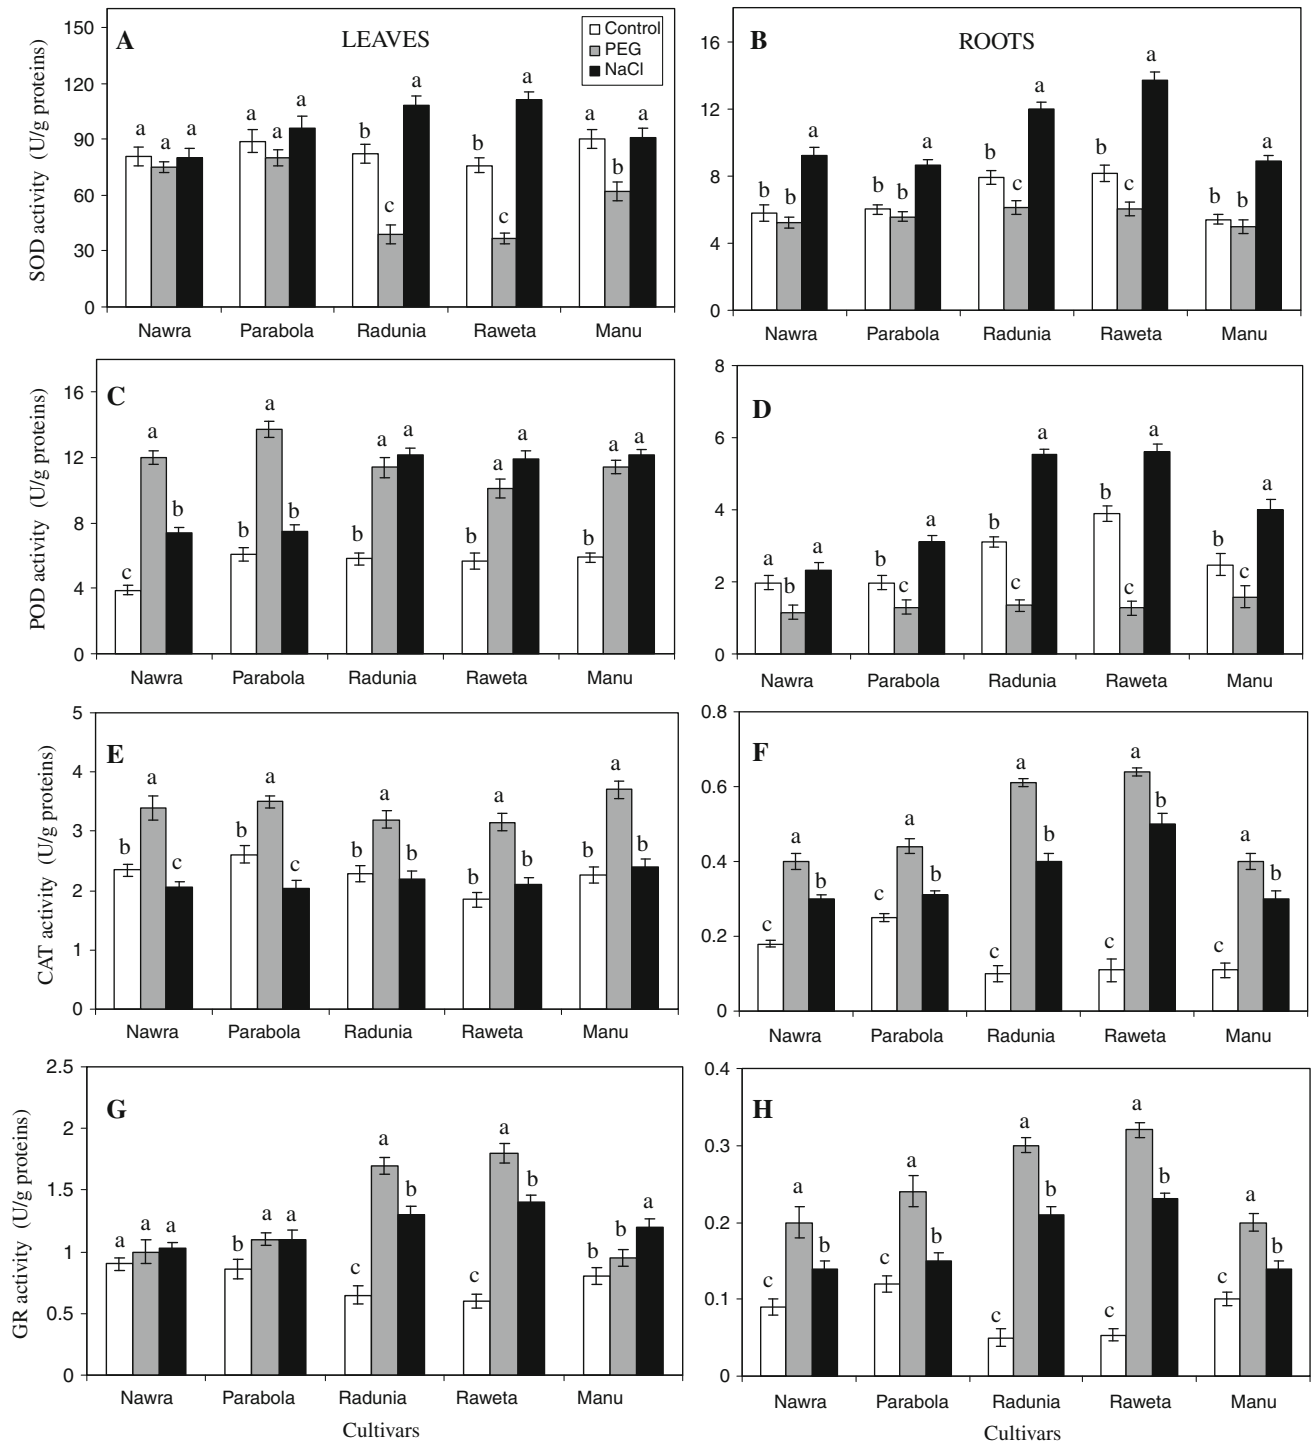 A LEAVES
Control
PEG
NaCl
SOD activity (U/g proteins)
150
120
90
60
30
0
a a a
a a a
b c a
b c a
a b a
Nawra Parabola Radunia Raweta Manu
B ROOTS
16
12
8
4
0
b b a
b b a
b c a
b c a
b b a
Nawra Parabola Radunia Raweta Manu
C
POD activity (U/g proteins)
16
12
8
4
0
c a b
b a b
b a a
b a a
b a a
Nawra Parabola Radunia Raweta Manu
D
8
6
4
2
0
a b a
b c a
b c a
b c a
b c a
Nawra Parabola Radunia Raweta Manu
E
CAT activity (U/g proteins)
5
4
3
2
1
0
b a c
b a c
b a b
b a b
b a b
Nawra Parabola Radunia Raweta Manu
F
0.8
0.6
0.4
0.2
0
c a b
c a b
c a b
c a b
c a b
Nawra Parabola Radunia Raweta Manu
G
GR activity (U/g proteins)
2.5
2
1.5
1
0.5
0
a a a
b a a
c a b
c a b
b b a
Nawra Parabola Radunia Raweta Manu
Cultivars
H
0.4
0.3
0.2
0.1
0
c a b
c a b
c a b
c a b
c a b
Nawra Parabola Radunia Raweta Manu
Cultivars